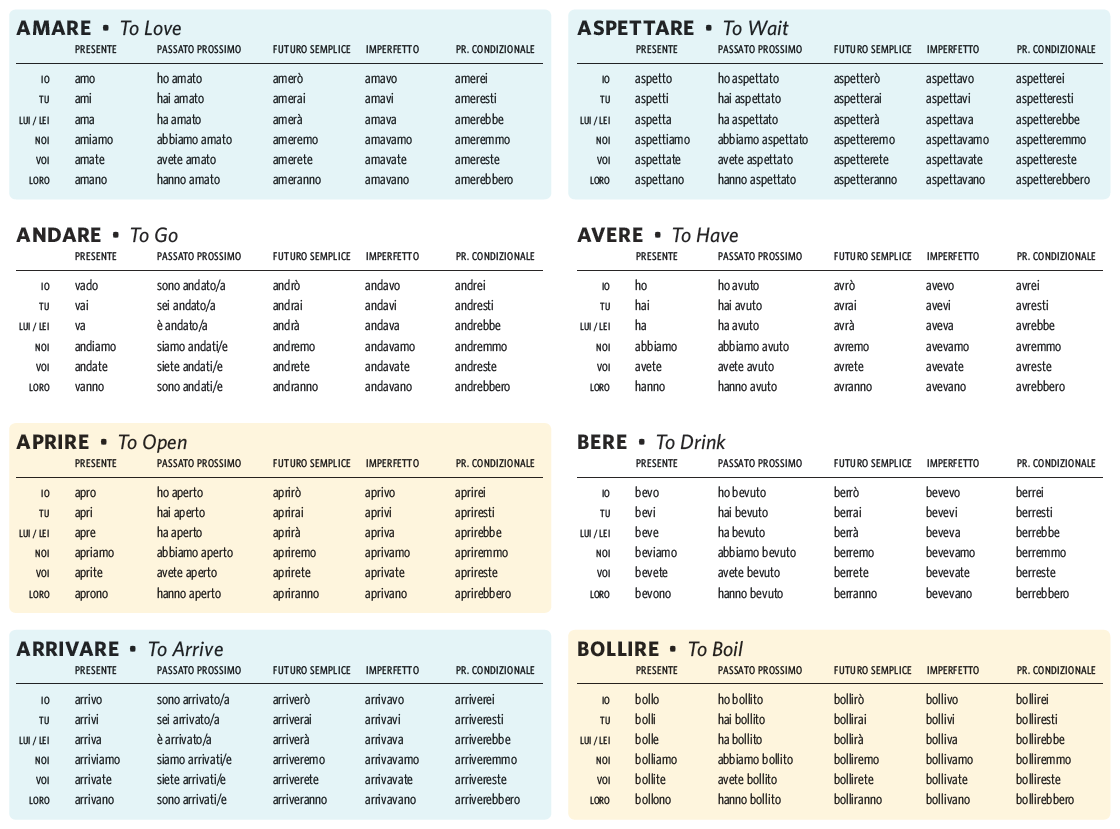 AMARE ▪ To Love
PRESENTE PASSATO PROSSIMO FUTURO SEMPLICE IMPERFETTO PR. CONDIZIONALE
IO amo ho amato amerò amavo amerei
TU ami hai amato amerai amavi ameresti
LUI / LEI ama ha amato amerà amava amerebbe
NOI amiamo abbiamo amato ameremo amavamo ameremmo
VOI amate avete amato amerete amavate amereste
LORO amano hanno amato ameranno amavano amerebbero
ANDARE ▪ To Go
PRESENTE PASSATO PROSSIMO FUTURO SEMPLICE IMPERFETTO PR. CONDIZIONALE
IO vado sono andato/a andrò andavo andrei
TU vai sei andato/a andrai andavi andresti
LUI / LEI va è andato/a andrà andava andrebbe
NOI andiamo siamo andati/e andremo andavamo andremmo
VOI andate siete andati/e andrete andavate andreste
LORO vanno sono andati/e andranno andavano andrebbero
APRIRE ▪ To Open
PRESENTE PASSATO PROSSIMO FUTURO SEMPLICE IMPERFETTO PR. CONDIZIONALE
IO apro ho aperto aprirò aprivo aprirei
TU apri hai aperto aprirai aprivi apriresti
LUI / LEI apre ha aperto aprirà apriva aprirebbe
NOI apriamo abbiamo aperto apriremo aprivamo apriremmo
VOI aprite avete aperto aprirete aprivate aprireste
LORO aprono hanno aperto apriranno aprivano aprirebbero
ARRIVARE ▪ To Arrive
PRESENTE PASSATO PROSSIMO FUTURO SEMPLICE IMPERFETTO PR. CONDIZIONALE
IO arrivo sono arrivato/a arriverò arrivavo arriverei
TU arrivi sei arrivato/a arriverai arrivavi arriveresti
LUI / LEI arriva è arrivato/a arriverà arrivava arriverebbe
NOI arriviamo siamo arrivati/e arriveremo arrivavamo arriveremmo
VOI arrivate siete arrivati/e arriverete arrivavate arrivereste
LORO arrivano sono arrivati/e arriveranno arrivavano arriverebbero
ASPETTARE ▪ To Wait
PRESENTE PASSATO PROSSIMO FUTURO SEMPLICE IMPERFETTO PR. CONDIZIONALE
IO aspetto ho aspettato aspetterò aspettavo aspetterei
TU aspetti hai aspettato aspetterai aspettavi aspetteresti
LUI / LEI aspetta ha aspettato aspetterà aspettava aspetterebbe
NOI aspettiamo abbiamo aspettato aspetteremo aspettavamo aspetteremmo
VOI aspettate avete aspettato aspetterete aspettavate aspettereste
LORO aspettano hanno aspettato aspetteranno aspettavano aspetterebbero
AVERE ▪ To Have
PRESENTE PASSATO PROSSIMO FUTURO SEMPLICE IMPERFETTO PR. CONDIZIONALE
IO ho ho avuto avrò avevo avrei
TU hai hai avuto avrai avevi avresti
LUI / LEI ha ha avuto avrà aveva avrebbe
NOI abbiamo abbiamo avuto avremo avevamo avremmo
VOI avete avete avuto avrete avevate avreste
LORO hanno hanno avuto avranno avevano avrebbero
BERE ▪ To Drink
PRESENTE PASSATO PROSSIMO FUTURO SEMPLICE IMPERFETTO PR. CONDIZIONALE
IO bevo ho bevuto berrò bevevo berrei
TU bevi hai bevuto berrai bevevi berresti
LUI / LEI beve ha bevuto berrà beveva berrebbe
NOI beviamo abbiamo bevuto berremo bevevamo berremmo
VOI bevete avete bevuto berrete bevevate berreste
LORO bevono hanno bevuto berranno bevevano berrebbero
BOLLIRE ▪ To Boil
PRESENTE PASSATO PROSSIMO FUTURO SEMPLICE IMPERFETTO PR. CONDIZIONALE
IO bollo ho bollito bollirò bollivo bollirei
TU bolli hai bollito bollirai bollivi bolliresti
LUI / LEI bolle ha bollito bollirà bolliva bollirebbe
NOI bolliamo abbiamo bollito bolliremo bollivamo bolliremmo
VOI bollite avete bollito bollirete bollivate bollireste
LORO bollono hanno bollito bolliranno bollivano bollirebbero